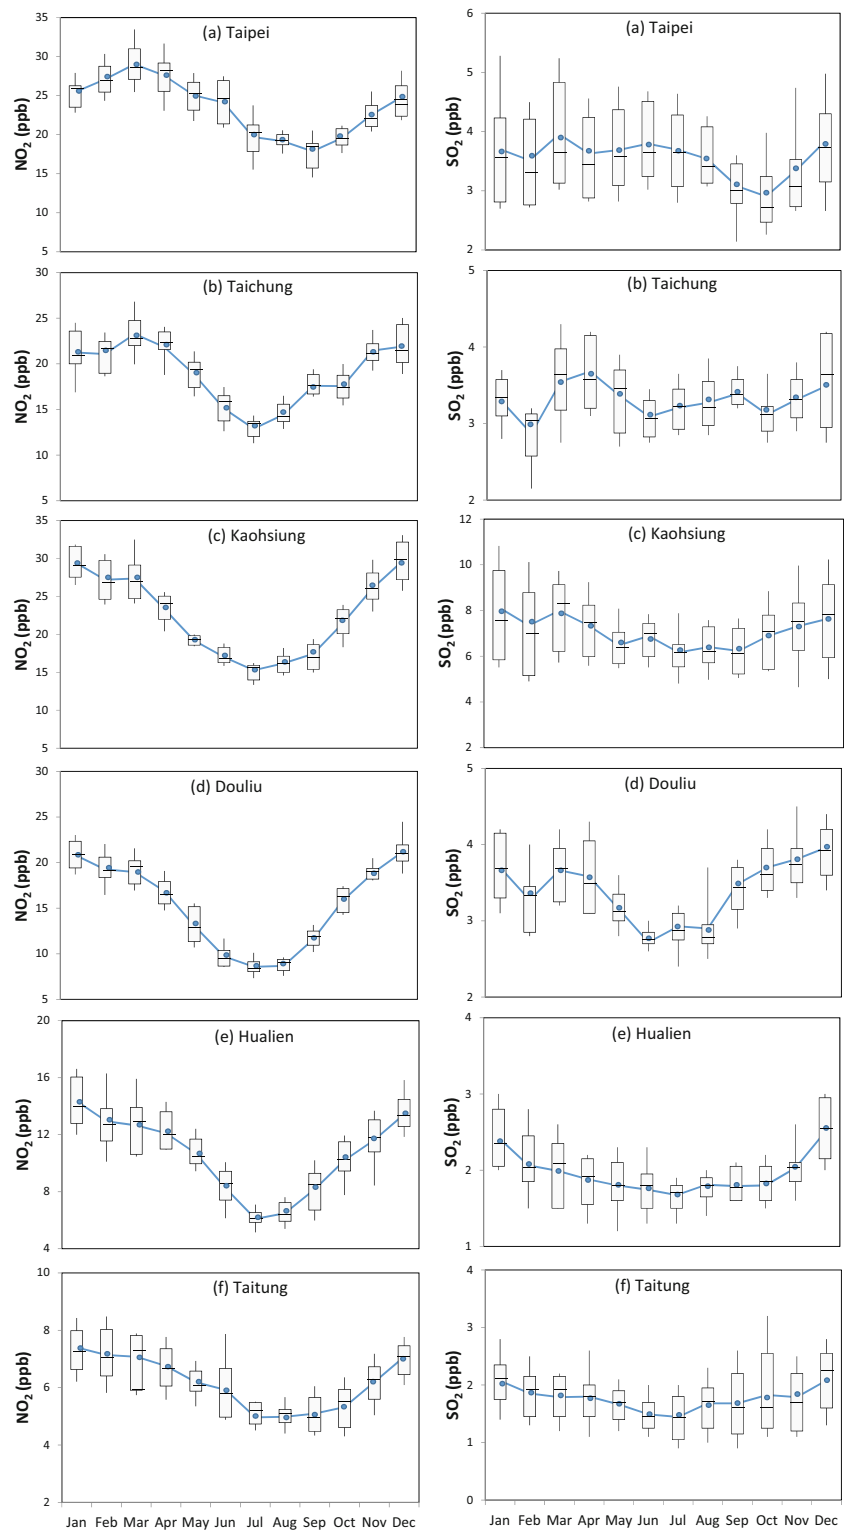 (a) Taipei
NO2 (ppb)
35
30
25
20
15
10
5
(a) Taipei
SO2 (ppb)
6
5
4
3
2
(b) Taichung
NO2 (ppb)
30
25
20
15
10
5
(b) Taichung
SO2 (ppb)
5
4
3
2
(c) Kaohsiung
NO2 (ppb)
35
30
25
20
15
10
5
(c) Kaohsiung
SO2 (ppb)
12
10
8
6
4
2
(d) Douliu
NO2 (ppb)
30
25
20
15
10
5
(d) Douliu
SO2 (ppb)
5
4
3
2
(e) Hualien
NO2 (ppb)
20
16
12
8
4
(e) Hualien
SO2 (ppb)
4
3
2
1
(f) Taitung
NO2 (ppb)
10
8
6
4
2
Jan Feb Mar Apr May Jun Jul Aug Sep Oct Nov Dec
(f) Taitung
SO2 (ppb)
4
3
2
1
0
Jan Feb Mar Apr May Jun Jul Aug Sep Oct Nov Dec